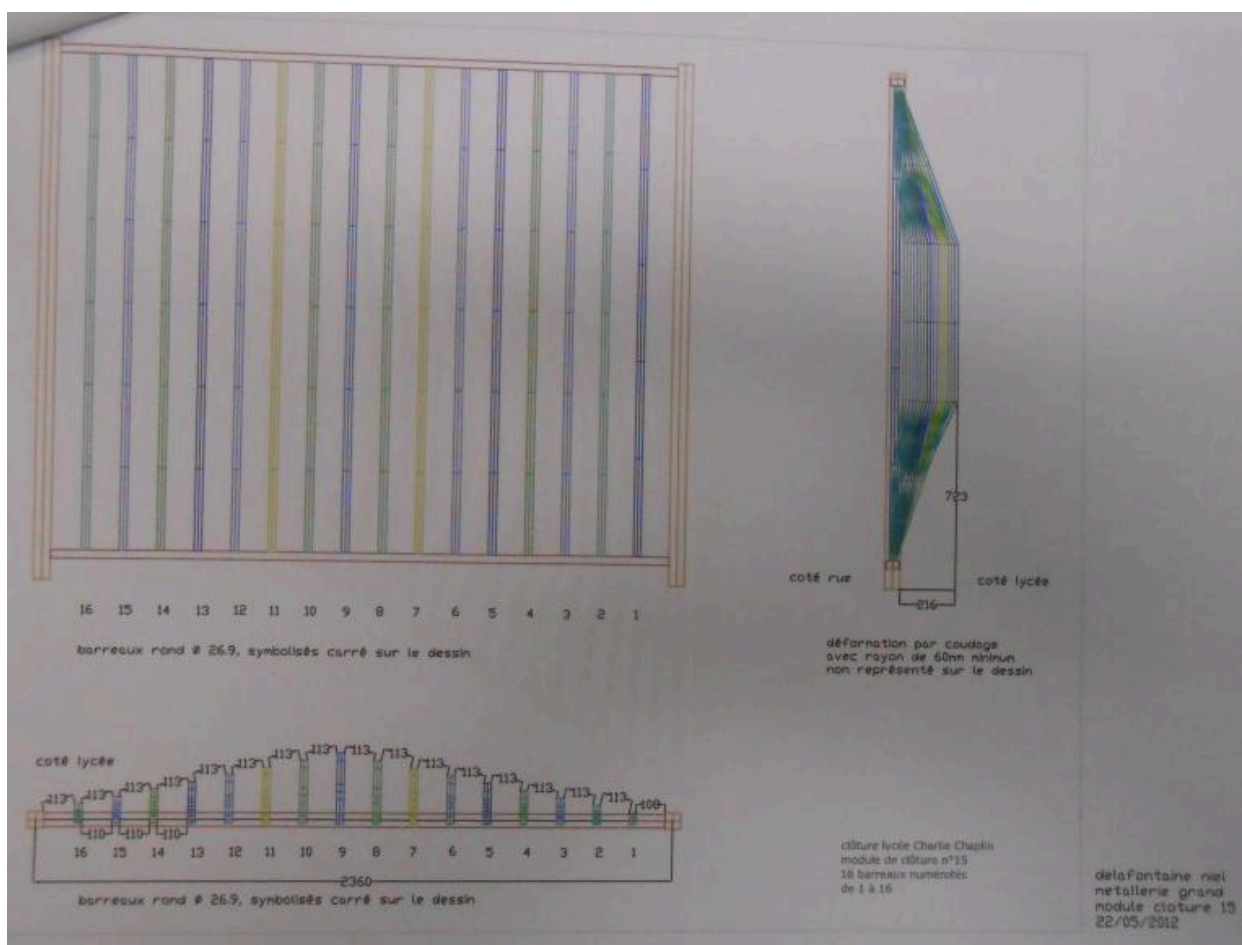 723
coté rue
coté lycée
216
16 15 14 13 12 11 10 9 8 7 6 5 4 3 2 1
barreaux rond ø 26.9, symbolisés carré sur le dessin
déformation par coudage
avec rayon de 60mm minimun
non représenté sur le dessin
coté lycée
113 113 113 113 113 113 113 113 113 113 113 113 113 113 113 108
110 110 110
16 15 14 13 12 11 10 9 8 7 6 5 4 3 2 1
2360
barreaux rond ø 26.9, symbolisés carré sur le dessin
clôture lycée Charlie Chaplin
module de clôture n°15
16 barreaux numérotés
de 1 à 16
delafontaine niel
metallerie grand
module cloture 15
22/05/2012